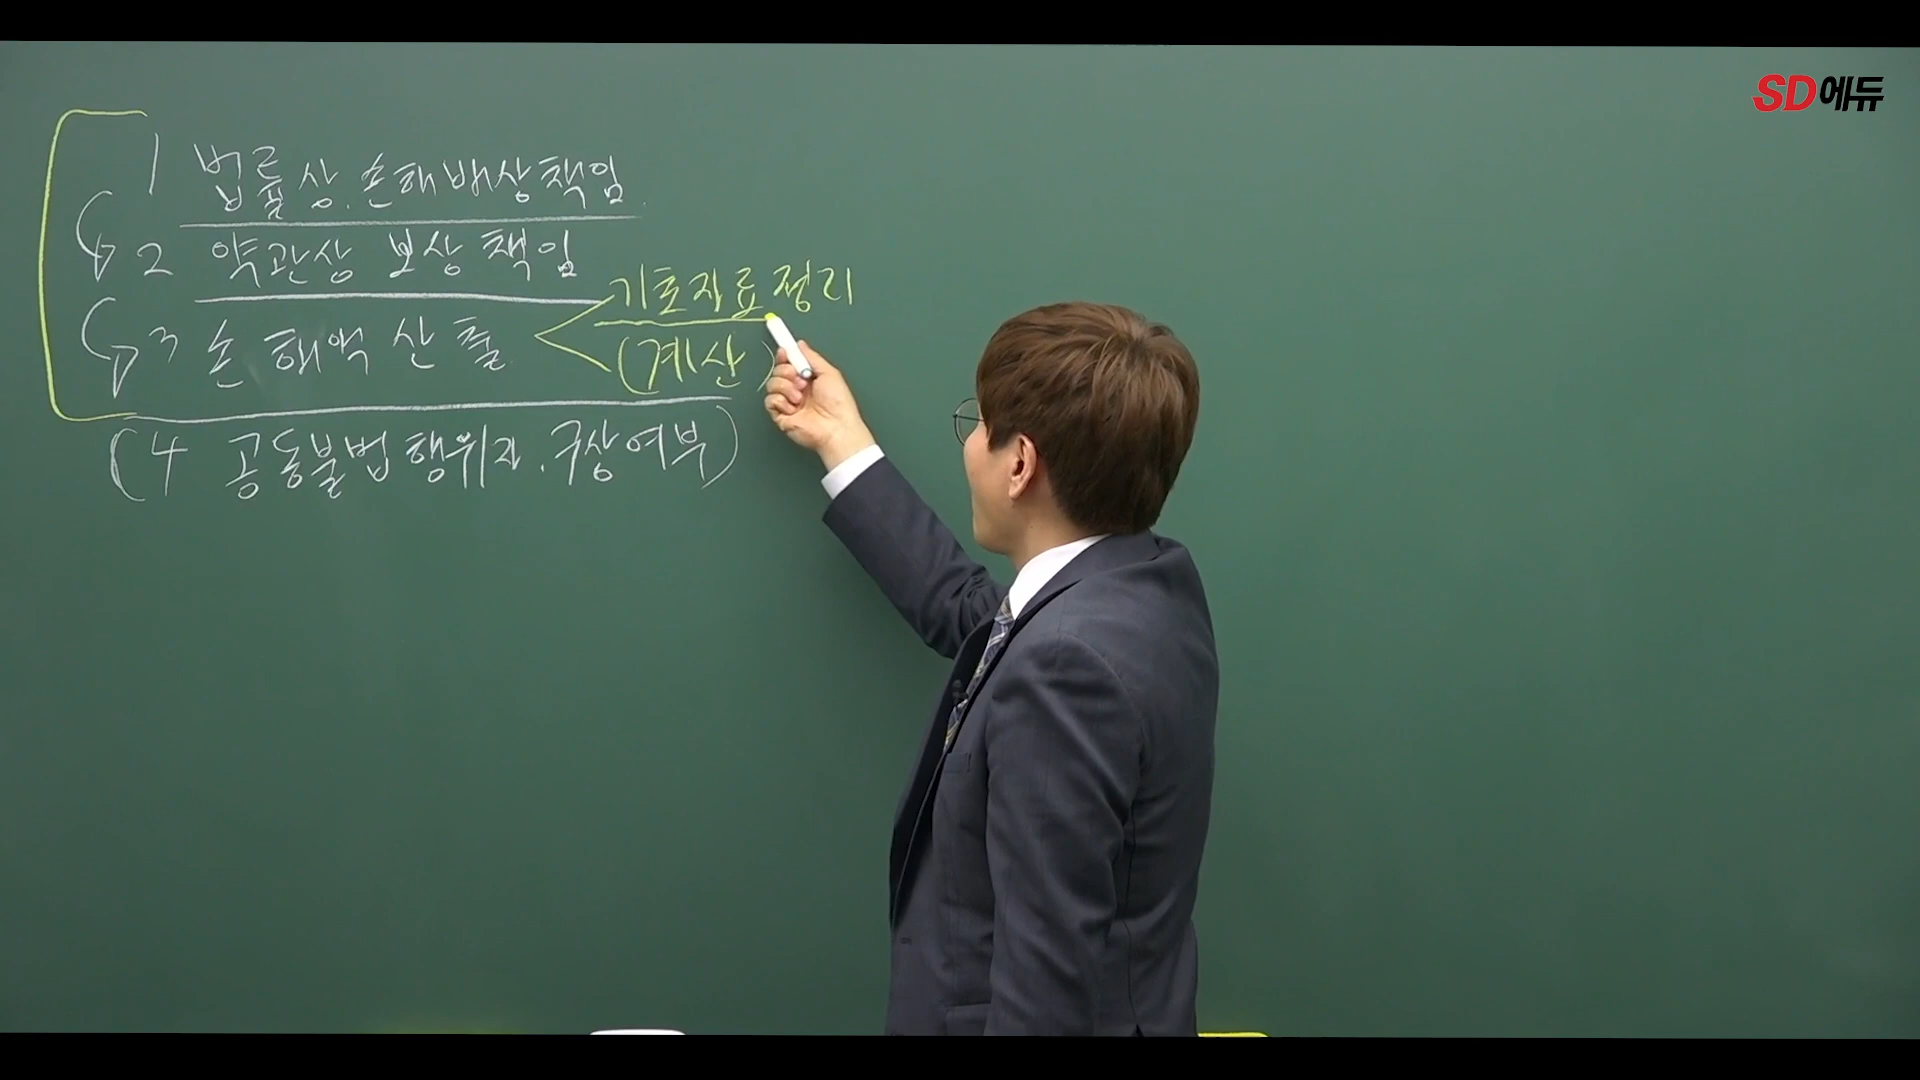 SD에듀
1 법률상.손해배상책임.
2 약관상 보상책임
3 손해액 산출
기초자료정리
(계산)
(4 공동불법행위자.구상여부)